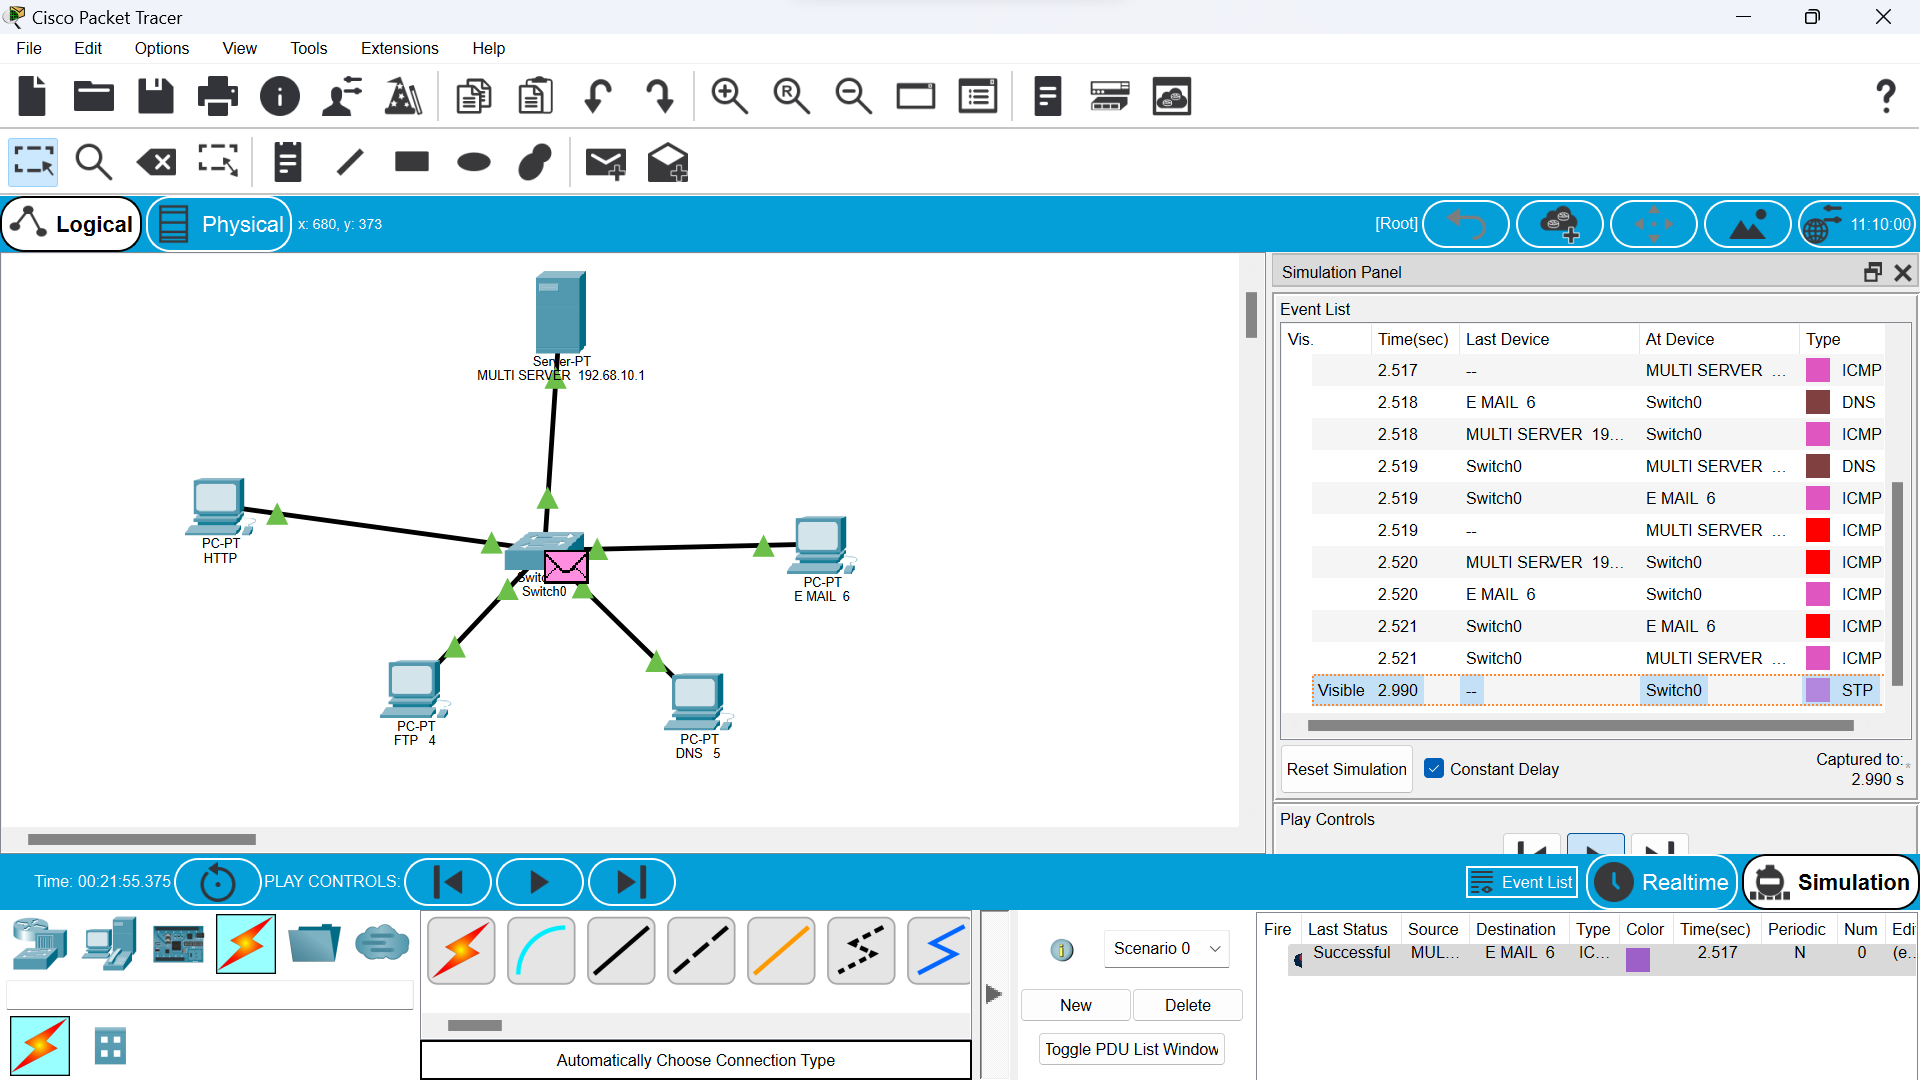 Cisco Packet Tracer
File Edit Options View Tools Extensions Help
Logical Physical x: 680, y: 373 [Root] 11:10:00
Server-PT
MULTI SERVER 192.68.10.1
PC-PT
HTTP
Switch0
PC-PT
E MAIL 6
PC-PT
FTP 4
PC-PT
DNS 5
Simulation Panel
Event List
Vis. Time(sec) Last Device At Device Type
2.517 -- MULTI SERVER ... ICMP
2.518 E MAIL 6 Switch0 DNS
2.518 MULTI SERVER 19... Switch0 ICMP
2.519 Switch0 MULTI SERVER ... DNS
2.519 Switch0 E MAIL 6 ICMP
2.519 -- MULTI SERVER ... ICMP
2.520 MULTI SERVER 19... Switch0 ICMP
2.520 E MAIL 6 Switch0 ICMP
2.521 Switch0 E MAIL 6 ICMP
2.521 Switch0 MULTI SERVER ... ICMP
Visible 2.990 -- Switch0 STP
Reset Simulation Constant Delay Captured to: *
2.990 s
Play Controls
Time: 00:21:55.375 PLAY CONTROLS: Event List Realtime Simulation
Scenario 0
New Delete
Toggle PDU List Window
Automatically Choose Connection Type
Fire Last Status Source Destination Type Color Time(sec) Periodic Num Edi
Successful MUL... E MAIL 6 IC... 2.517 N 0 (e...